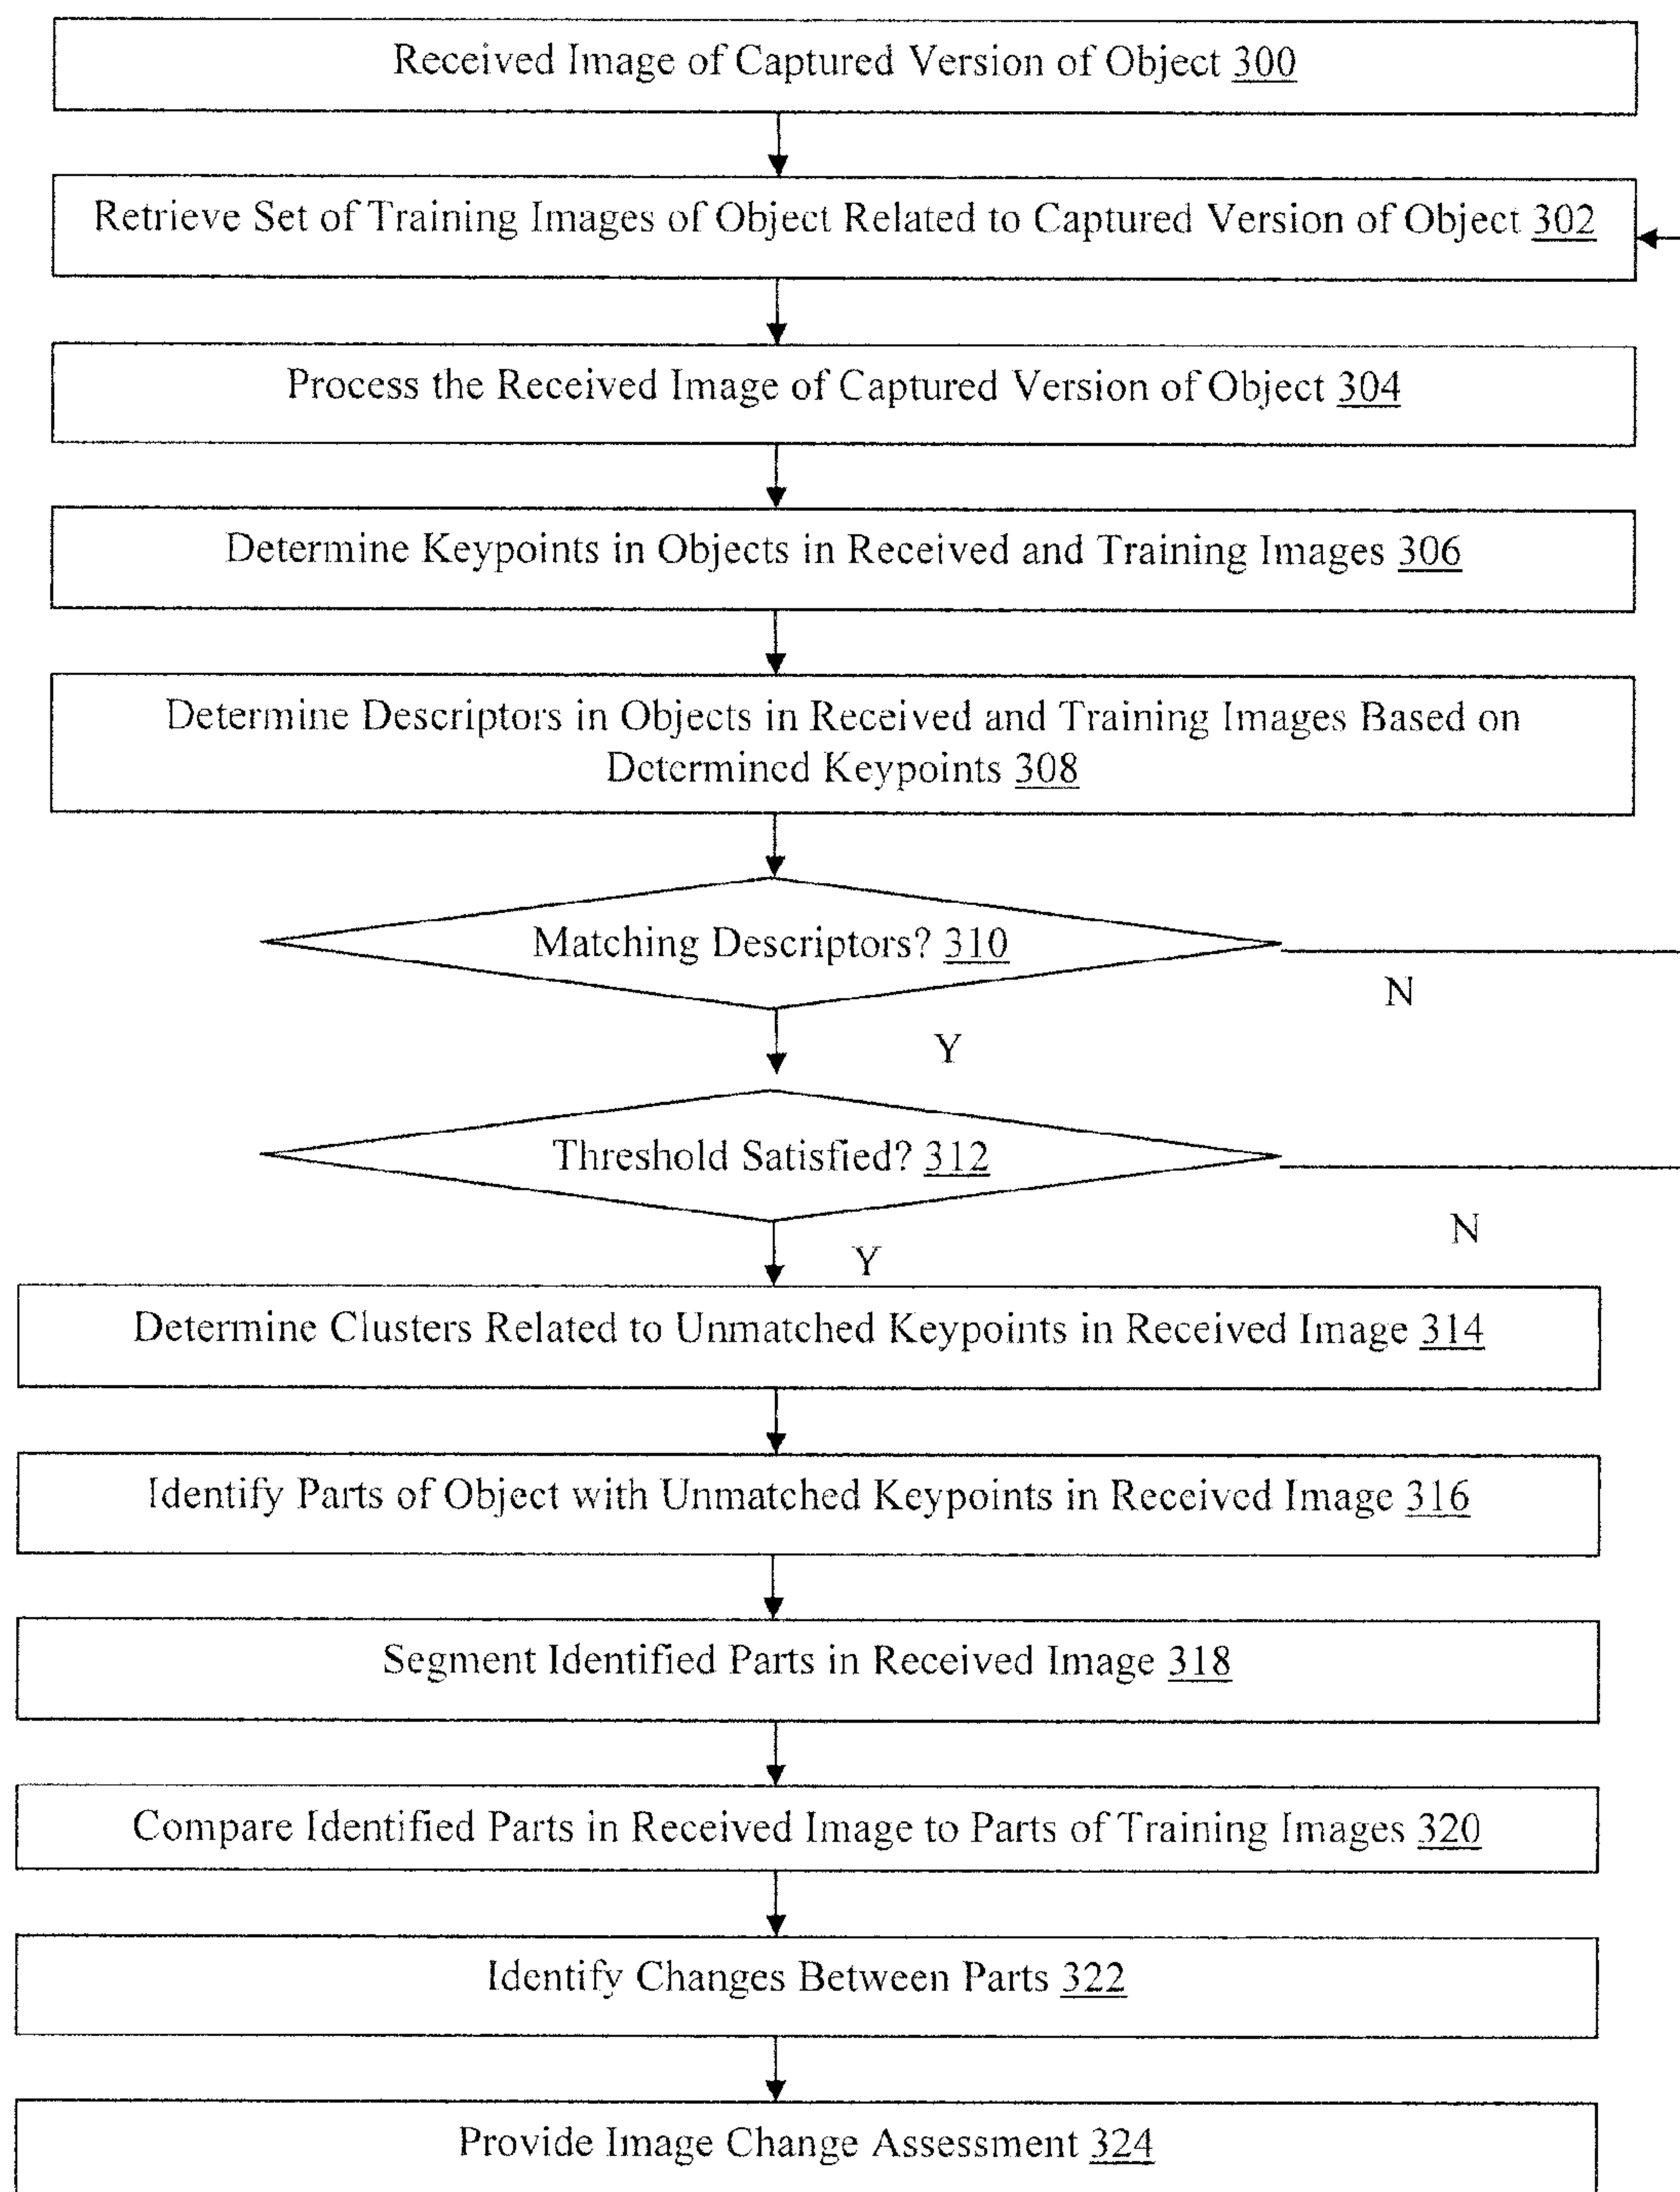 Received Image of Captured Version of Object 300
Retrieve Set of Training Images of Object Related to Captured Version of Object 302
Process the Received Image of Captured Version of Object 304
Determine Keypoints in Objects in Received and Training Images 306
Determine Descriptors in Objects in Received and Training Images Based on
Determined Keypoints 308
Matching Descriptors? 310
N
Y
Threshold Satisfied? 312
N
Y
Determine Clusters Related to Unmatched Keypoints in Received Image 314
Identify Parts of Object with Unmatched Keypoints in Received Image 316
Segment Identified Parts in Received Image 318
Compare Identified Parts in Received Image to Parts of Training Images 320
Identify Changes Between Parts 322
Provide Image Change Assessment 324